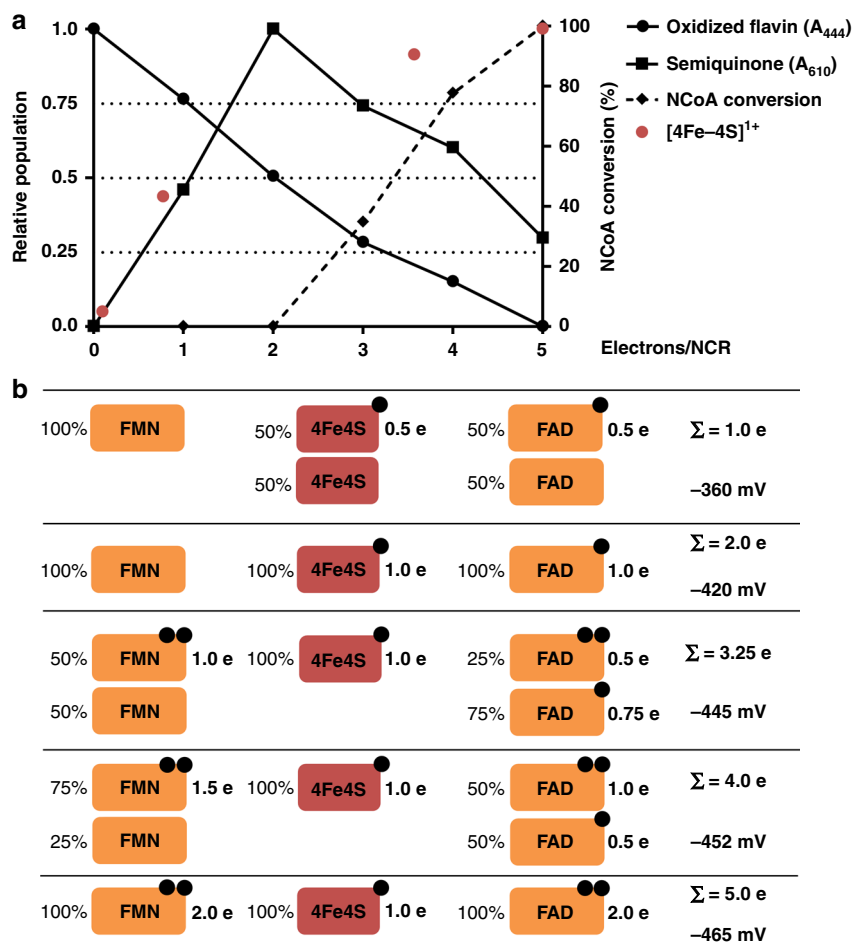 a
1.0
0.75
0.5
0.25
0.0
Relative population
0 1 2 3 4 5
Electrons/NCR
100
80
60
40
20
0
NCoA conversion (%)
Oxidized flavin (A444)
Semiquinone (A610)
NCoA conversion
[4Fe–4S]1+
b
100% FMN 50% 4Fe4S 0.5 e 50% FAD 0.5 e Σ = 1.0 e
50% 4Fe4S 50% FAD –360 mV
100% FMN 100% 4Fe4S 1.0 e 100% FAD 1.0 e Σ = 2.0 e
–420 mV
50% FMN 1.0 e 100% 4Fe4S 1.0 e 25% FAD 0.5 e Σ = 3.25 e
50% FMN 75% FAD 0.75 e –445 mV
75% FMN 1.5 e 100% 4Fe4S 1.0 e 50% FAD 1.0 e Σ = 4.0 e
25% FMN 50% FAD 0.5 e –452 mV
100% FMN 2.0 e 100% 4Fe4S 1.0 e 100% FAD 2.0 e Σ = 5.0 e
–465 mV